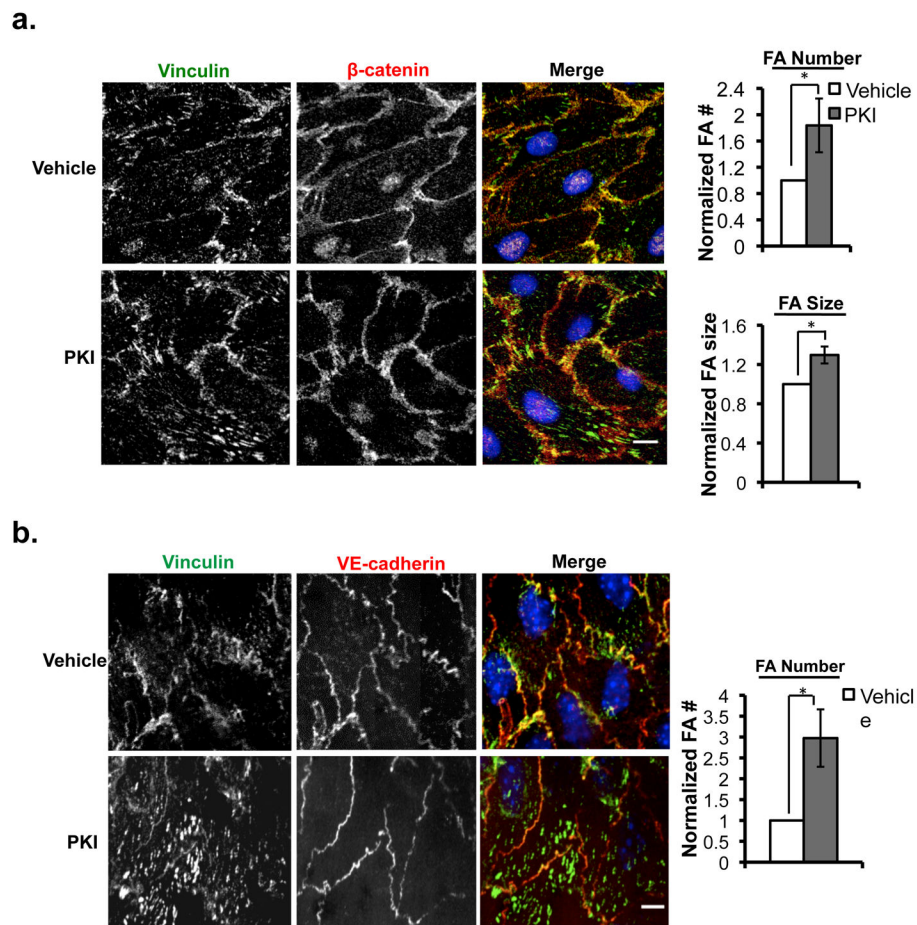 a.
Vinculin β-catenin Merge
Vehicle
PKI
FA Number
*
Vehicle
PKI
Normalized FA #
2.4
2
1.6
1.2
0.8
0.4
0
FA Size
*
Normalized FA size
1.6
1.2
0.8
0.4
0
b.
Vinculin VE-cadherin Merge
Vehicle
PKI
FA Number
*
Vehicl
e
Normalized FA #
4
3.5
3
2.5
2
1.5
1
0.5
0